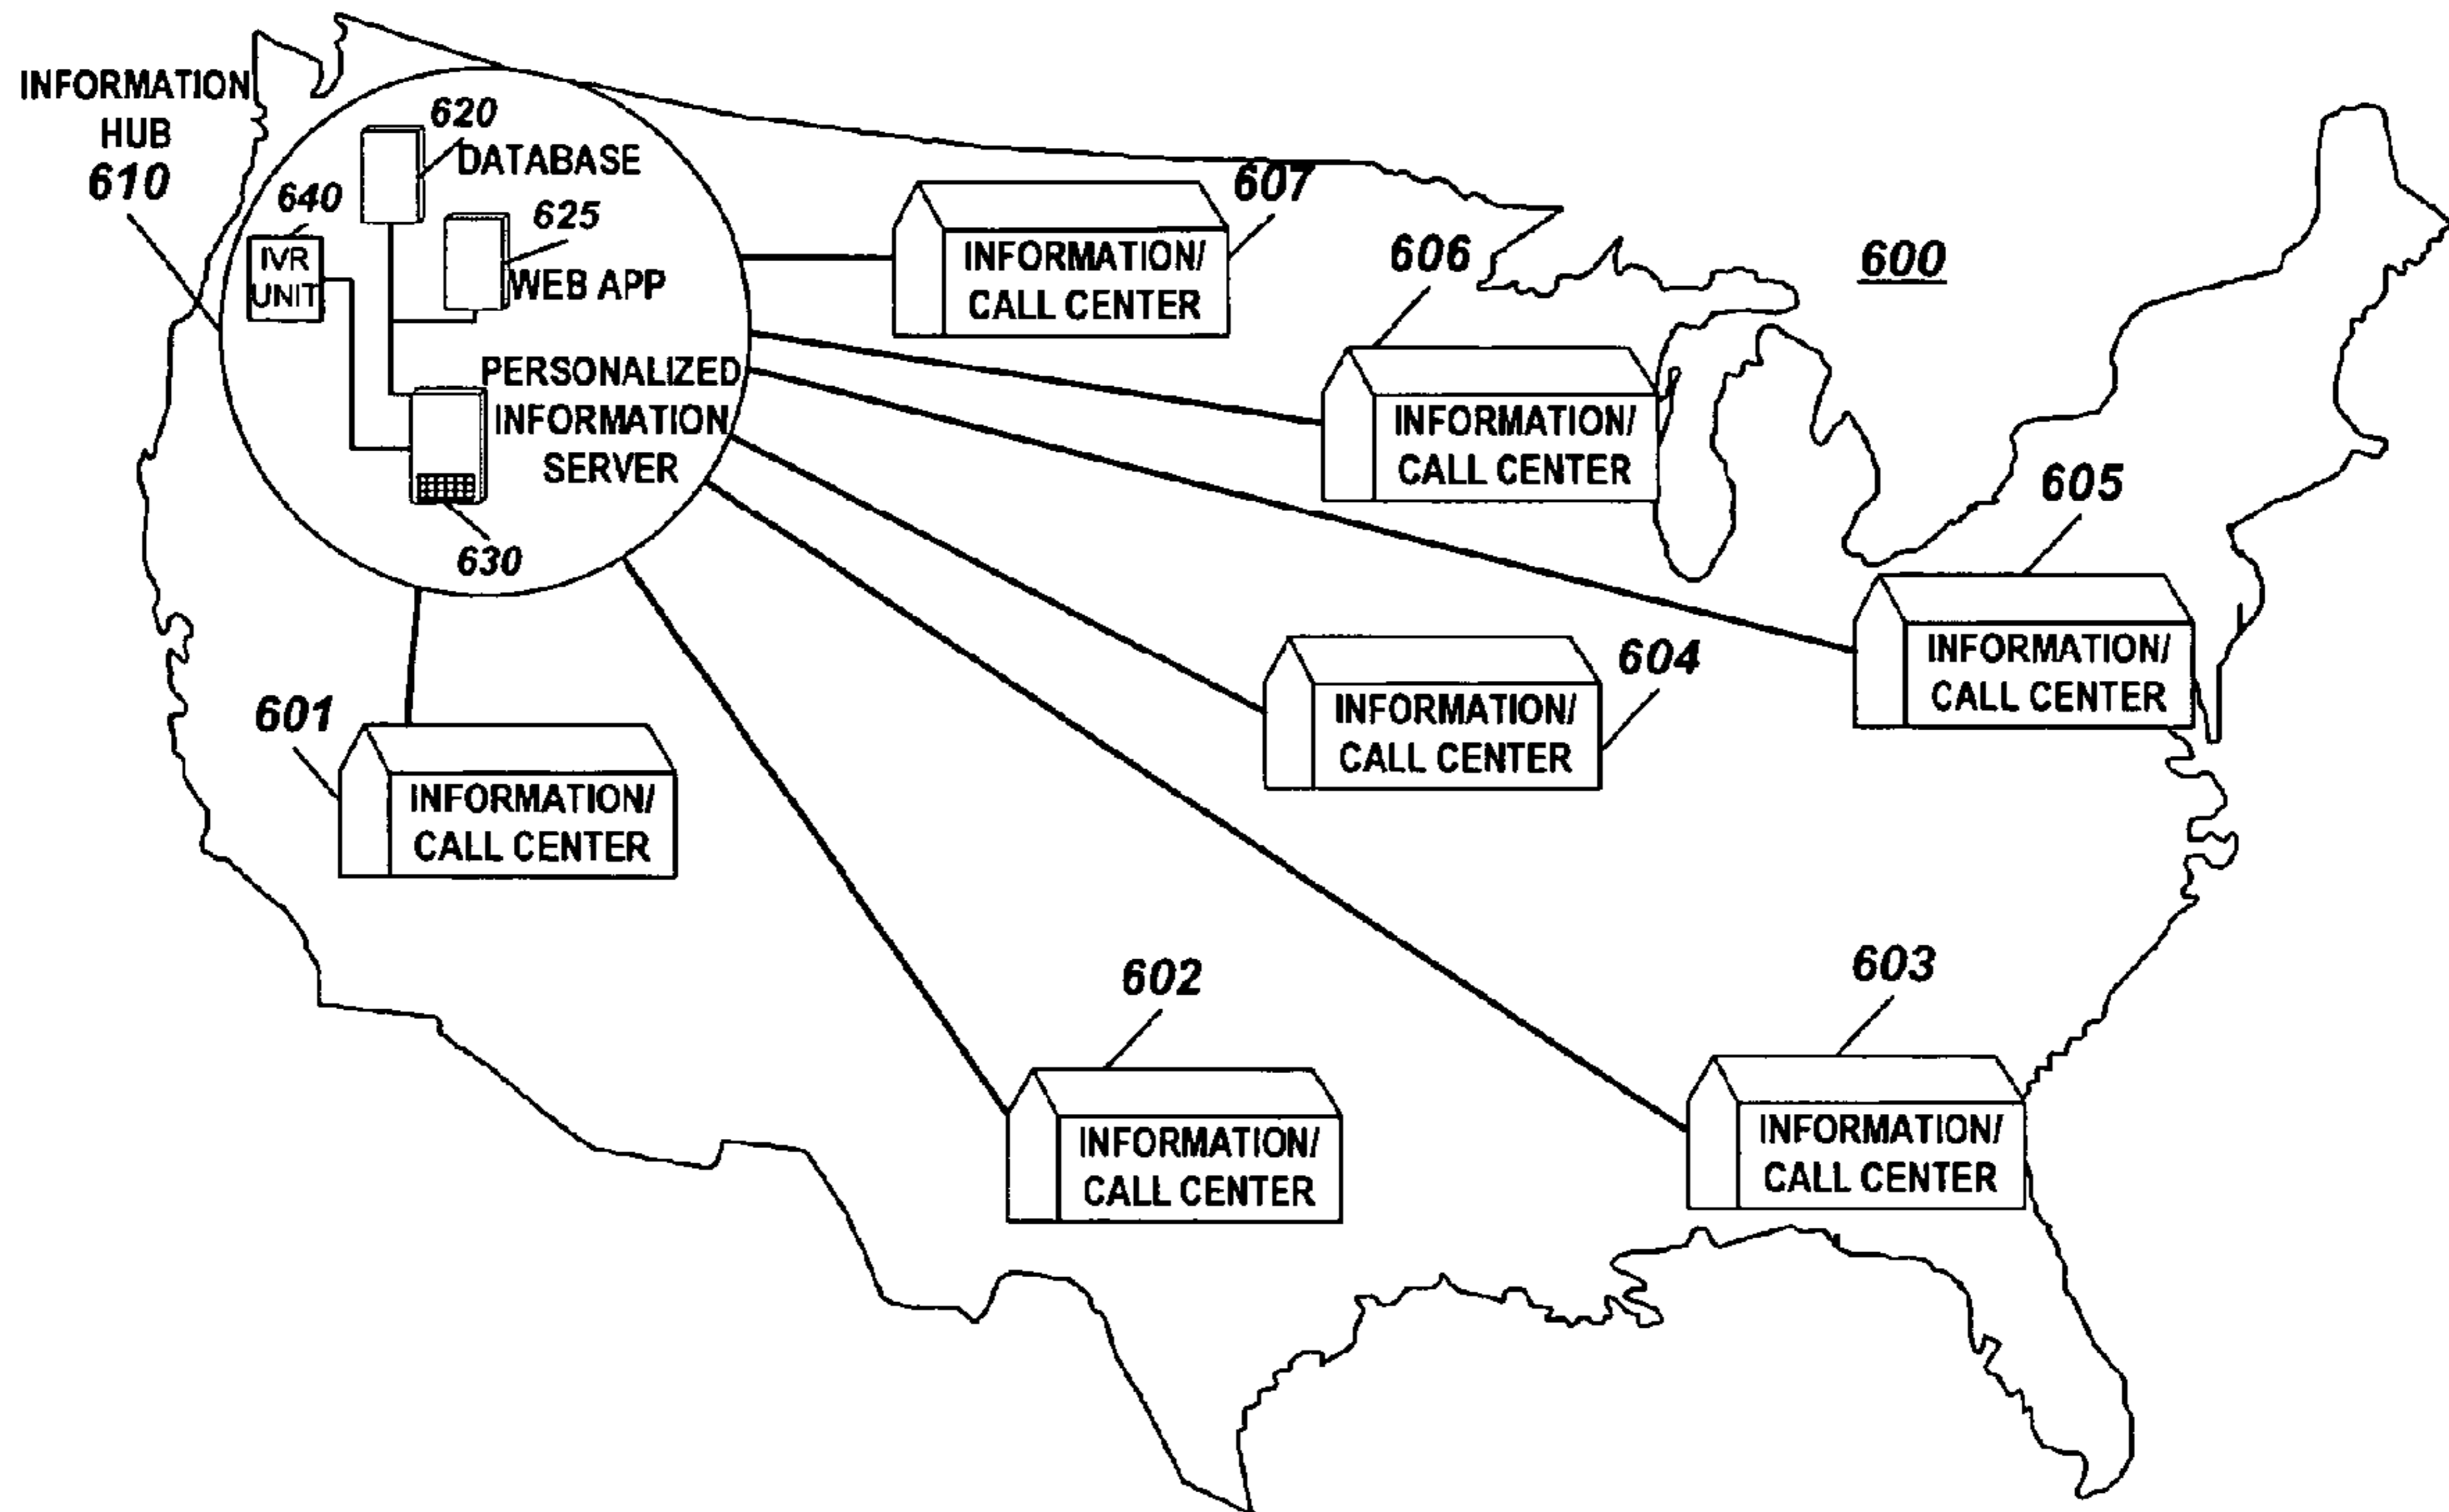 INFORMATION
HUB
610
620
DATABASE
640
625
IVR
UNIT
WEB APP
PERSONALIZED
INFORMATION
SERVER
630
607
INFORMATION/
CALL CENTER
606
INFORMATION/
CALL CENTER
600
605
INFORMATION/
CALL CENTER
604
INFORMATION/
CALL CENTER
601
INFORMATION/
CALL CENTER
602
INFORMATION/
CALL CENTER
603
INFORMATION/
CALL CENTER